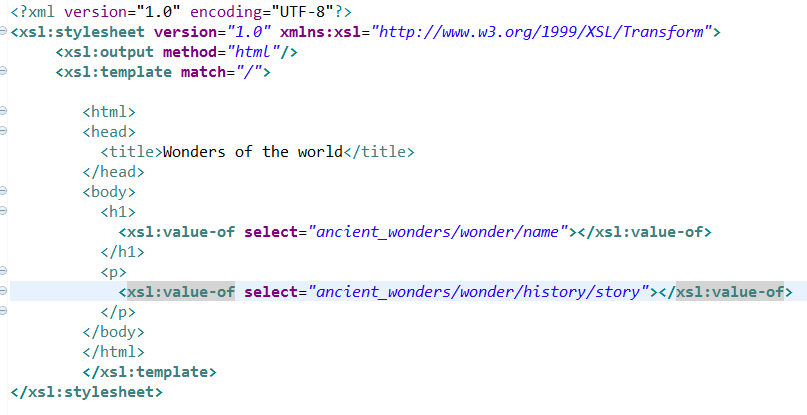 <?xml version="1.0" encoding="UTF-8"?>
<xsl:stylesheet version="1.0" xmlns:xsl="http://www.w3.org/1999/XSL/Transform">
    <xsl:output method="html"/>
    <xsl:template match="/">

        <html>
        <head>
          <title>Wonders of the world</title>
        </head>
        <body>
          <h1>
            <xsl:value-of select="ancient_wonders/wonder/name"></xsl:value-of>
          </h1>
          <p>
            <xsl:value-of select="ancient_wonders/wonder/history/story"></xsl:value-of>
          </p>
        </body>
        </html>
        </xsl:template>
</xsl:stylesheet>